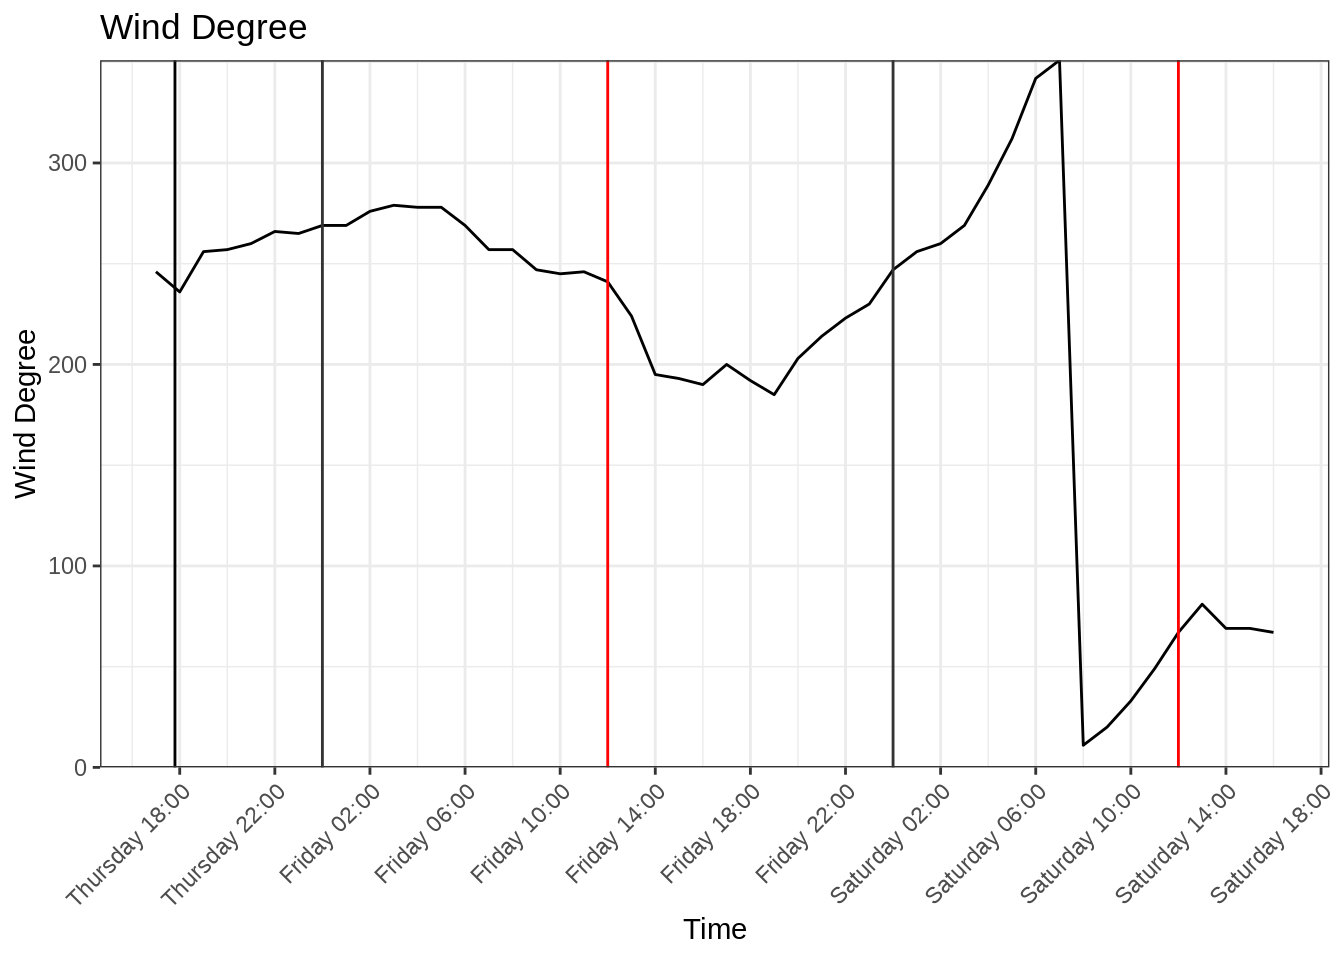 Wind Degree
Wind Degree
300
200
100
0
Thursday 18:00
Thursday 22:00
Friday 02:00
Friday 06:00
Friday 10:00
Friday 14:00
Friday 18:00
Friday 22:00
Saturday 02:00
Saturday 06:00
Saturday 10:00
Saturday 14:00
Saturday 18:00
Time